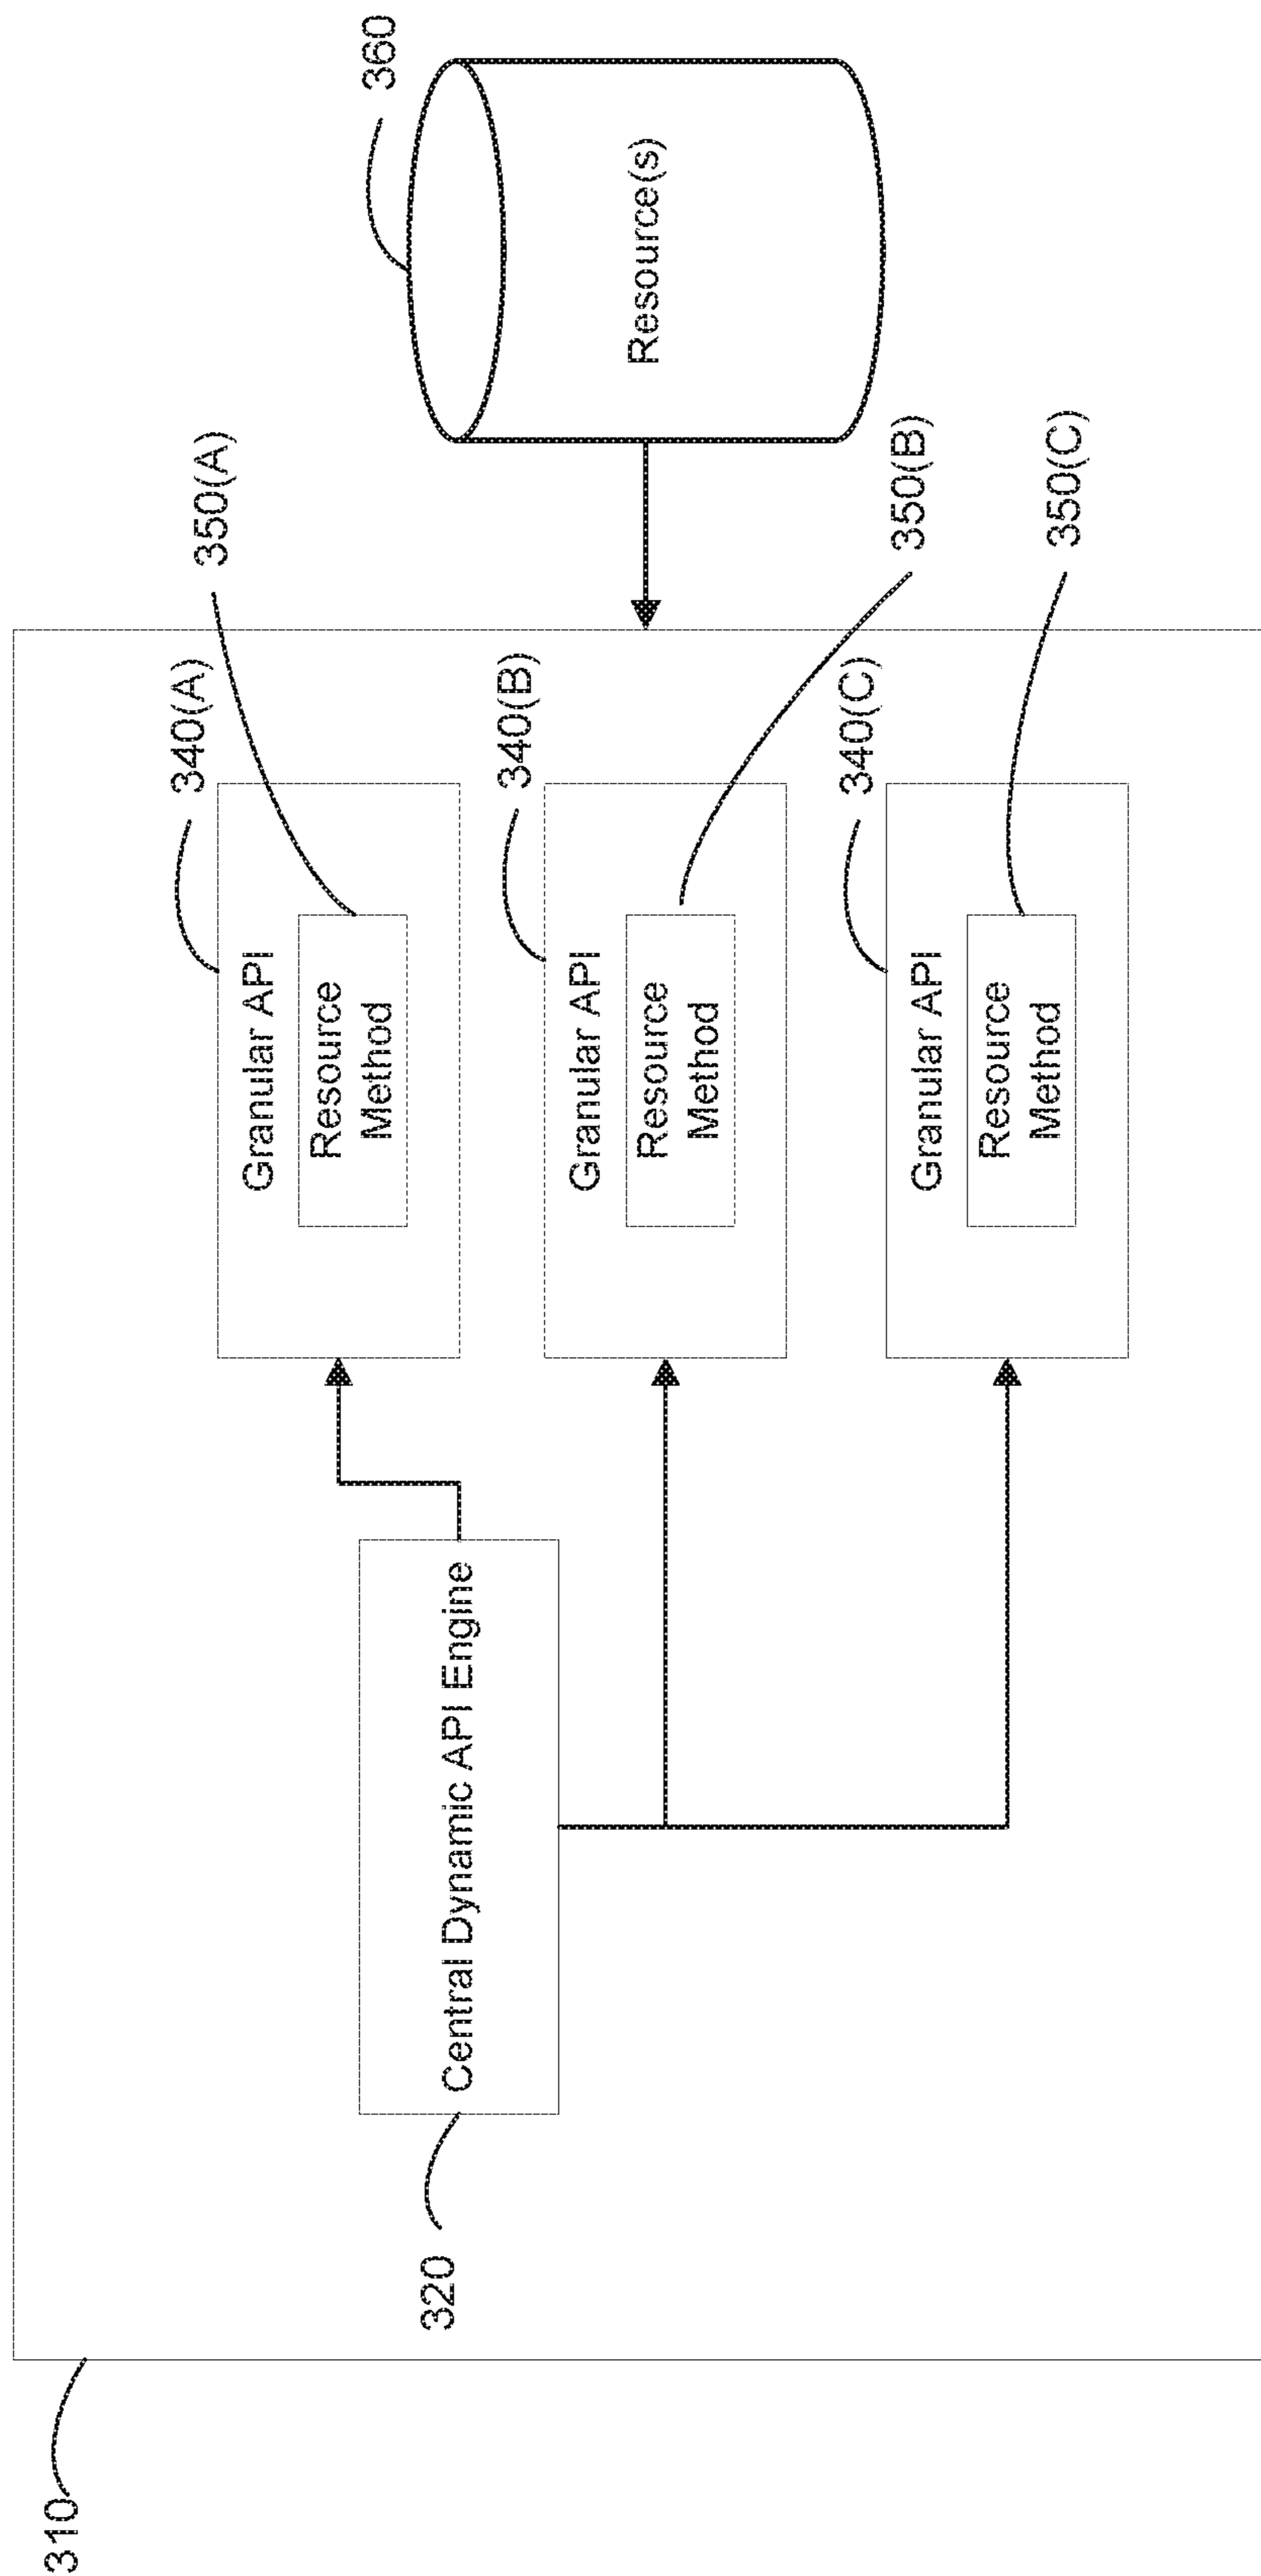 310
320
Central Dynamic API Engine
340(A)
350(A)
Granular API
Resource
Method
340(B)
350(B)
Granular API
Resource
Method
340(C)
350(C)
Granular API
Resource
Method
360
Resource(s)